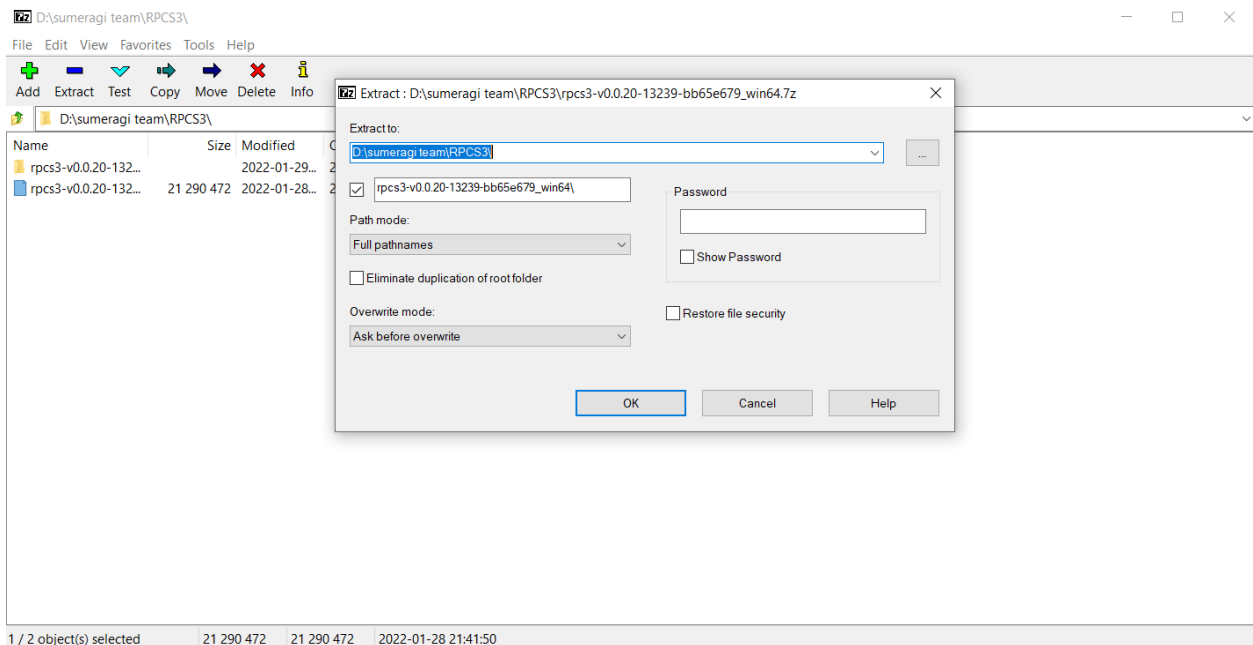 D:\sumeragi team\RPCS3\
File Edit View Favorites Tools Help
Add Extract Test Copy Move Delete Info
D:\sumeragi team\RPCS3\
Name Size Modified
rpcs3-v0.0.20-132... 2022-01-29...
rpcs3-v0.0.20-132... 21 290 472 2022-01-28...
Extract : D:\sumeragi team\RPCS3\rpcs3-v0.0.20-13239-bb65e679_win64.7z
Extract to:
D:\sumeragi team\RPCS3\
...
rpcs3-v0.0.20-13239-bb65e679_win64\
Password
Path mode:
Full pathnames
Show Password
Eliminate duplication of root folder
Overwrite mode:
Restore file security
Ask before overwrite
OK Cancel Help
1 / 2 object(s) selected 21 290 472 21 290 472 2022-01-28 21:41:50